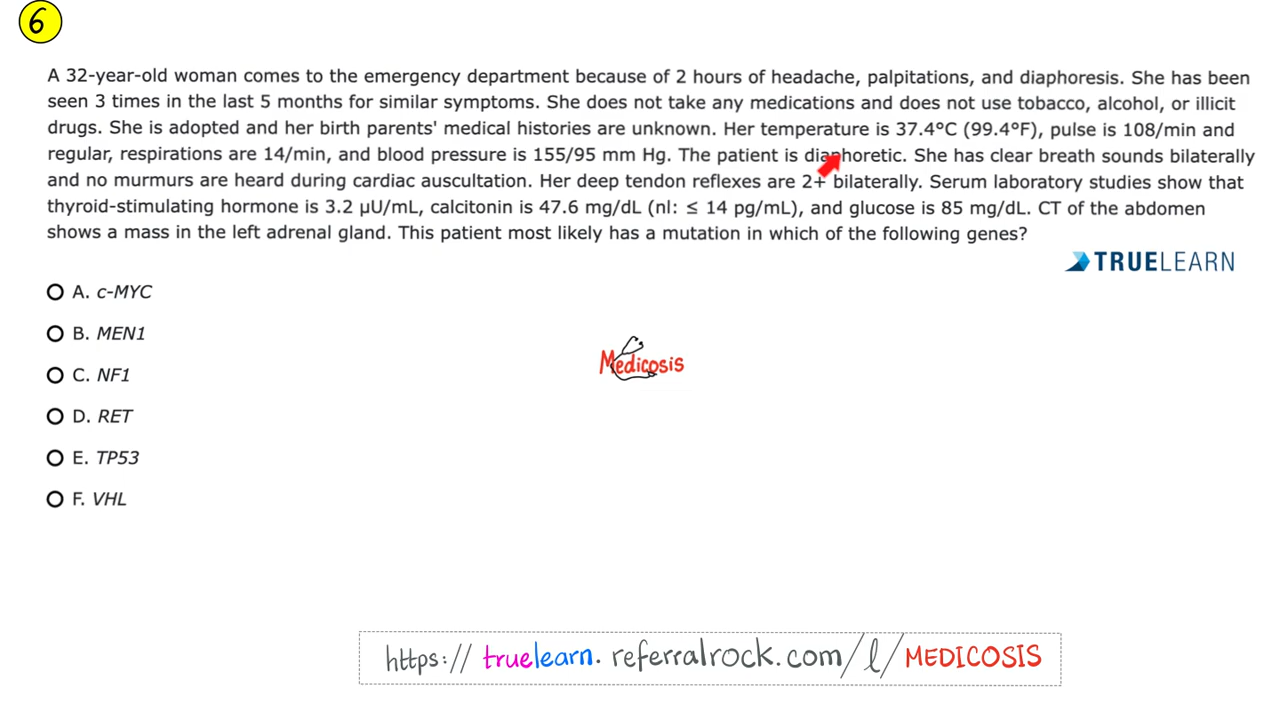 6
A 32-year-old woman comes to the emergency department because of 2 hours of headache, palpitations, and diaphoresis. She has been
seen 3 times in the last 5 months for similar symptoms. She does not take any medications and does not use tobacco, alcohol, or illicit
drugs. She is adopted and her birth parents' medical histories are unknown. Her temperature is 37.4°C (99.4°F), pulse is 108/min and
regular, respirations are 14/min, and blood pressure is 155/95 mm Hg. The patient is diaphoretic. She has clear breath sounds bilaterally
and no murmurs are heard during cardiac auscultation. Her deep tendon reflexes are 2+ bilaterally. Serum laboratory studies show that
thyroid-stimulating hormone is 3.2 μU/mL, calcitonin is 47.6 mg/dL (nl: ≤ 14 pg/mL), and glucose is 85 mg/dL. CT of the abdomen
shows a mass in the left adrenal gland. This patient most likely has a mutation in which of the following genes?
TRUELEARN
A. c-MYC
B. MEN1
C. NF1
D. RET
E. TP53
F. VHL
Medicosis
https://truelearn.referralrock.com/l/MEDICOSIS